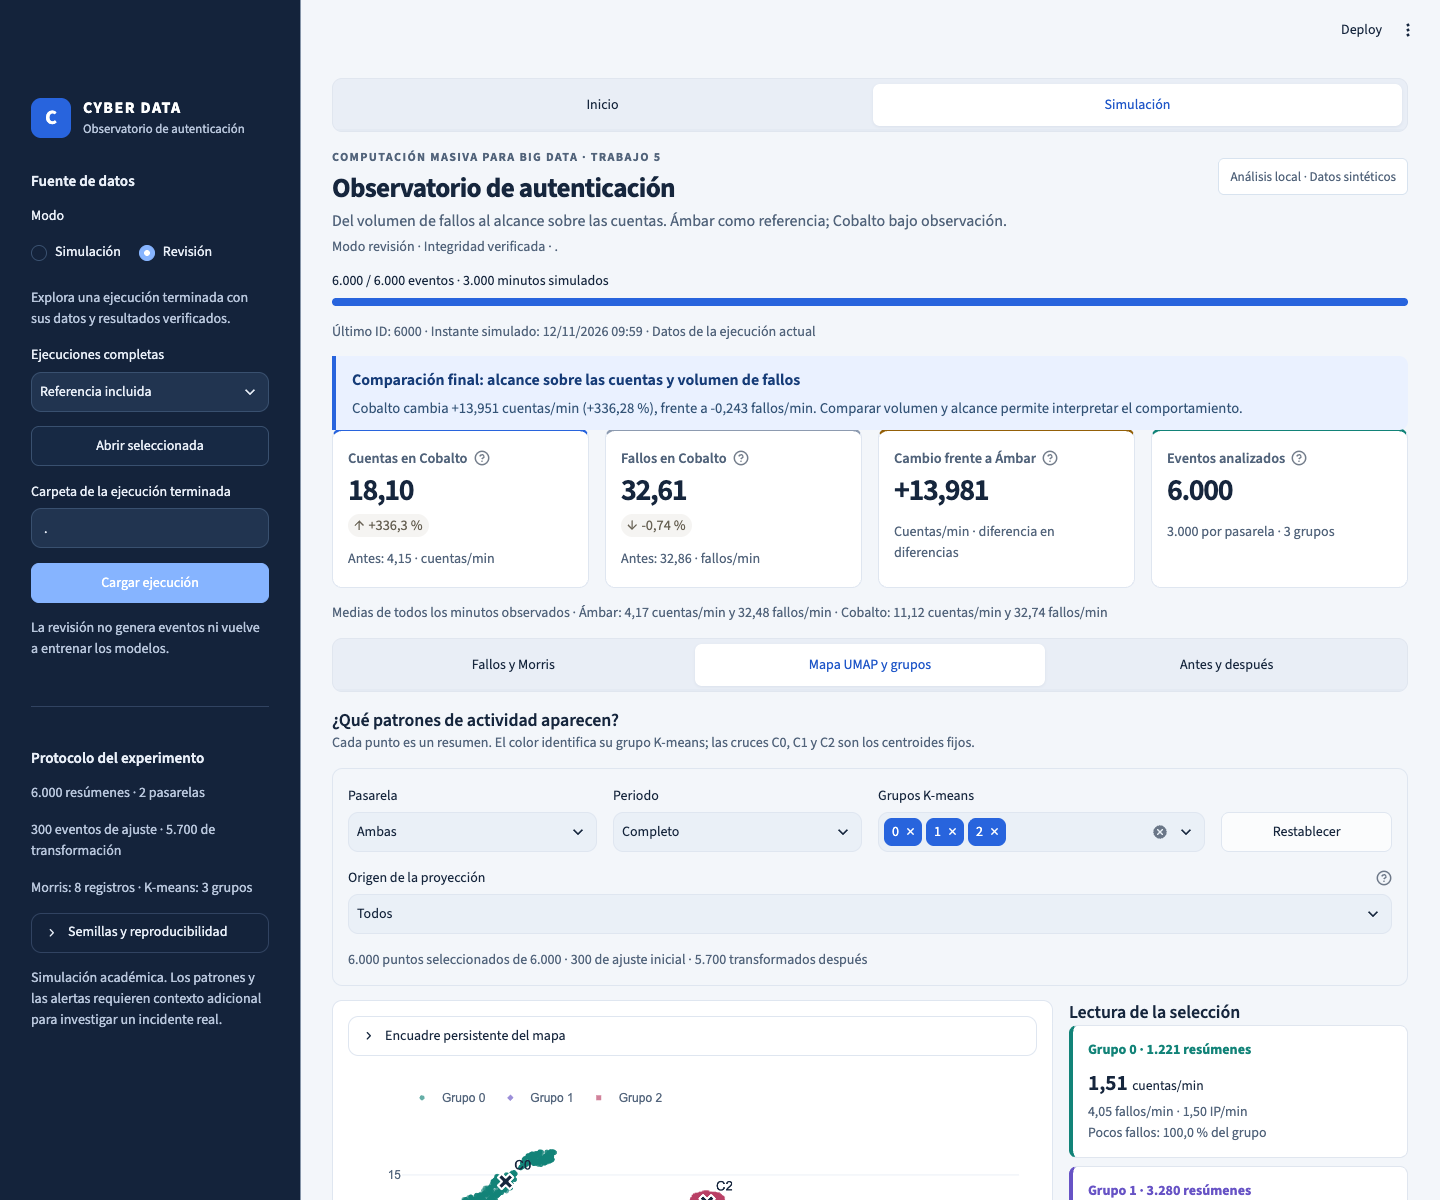 C
CYBER DATA
Observatorio de autenticación
Fuente de datos
Modo
Simulación
Revisión
Explora una ejecución terminada con
sus datos y resultados verificados.
Ejecuciones completas
Referencia incluida
Abrir seleccionada
Carpeta de la ejecución terminada
.
Cargar ejecución
La revisión no genera eventos ni vuelve
a entrenar los modelos.
Protocolo del experimento
6.000 resúmenes · 2 pasarelas
300 eventos de ajuste · 5.700 de
transformación
Morris: 8 registros · K-means: 3 grupos
Semillas y reproducibilidad
Simulación académica. Los patrones y
las alertas requieren contexto adicional
para investigar un incidente real.
Deploy
Inicio
Simulación
COMPUTACIÓN MASIVA PARA BIG DATA · TRABAJO 5
Observatorio de autenticación
Análisis local · Datos sintéticos
Del volumen de fallos al alcance sobre las cuentas. Ámbar como referencia; Cobalto bajo observación.
Modo revisión · Integridad verificada · .
6.000 / 6.000 eventos · 3.000 minutos simulados
Último ID: 6000 · Instante simulado: 12/11/2026 09:59 · Datos de la ejecución actual
Comparación final: alcance sobre las cuentas y volumen de fallos
Cobalto cambia +13,951 cuentas/min (+336,28 %), frente a -0,243 fallos/min. Comparar volumen y alcance permite interpretar el comportamiento.
Cuentas en Cobalto
18,10
↑ +336,3 %
Antes: 4,15 · cuentas/min
Fallos en Cobalto
32,61
↓ -0,74 %
Antes: 32,86 · fallos/min
Cambio frente a Ámbar
+13,981
Cuentas/min · diferencia en
diferencias
Eventos analizados
6.000
3.000 por pasarela · 3 grupos
Medias de todos los minutos observados · Ámbar: 4,17 cuentas/min y 32,48 fallos/min · Cobalto: 11,12 cuentas/min y 32,74 fallos/min
Fallos y Morris
Mapa UMAP y grupos
Antes y después
¿Qué patrones de actividad aparecen?
Cada punto es un resumen. El color identifica su grupo K-means; las cruces C0, C1 y C2 son los centroides fijos.
Pasarela
Ambas
Periodo
Completo
Grupos K-means
0 × 1 × 2 ×
Restablecer
Origen de la proyección
Todos
6.000 puntos seleccionados de 6.000 · 300 de ajuste inicial · 5.700 transformados después
Encuadre persistente del mapa
Grupo 0
Grupo 1
Grupo 2
C0
15
C2
Lectura de la selección
Grupo 0 · 1.221 resúmenes
1,51 cuentas/min
4,05 fallos/min · 1,50 IP/min
Pocos fallos: 100,0 % del grupo
Grupo 1 · 3.280 resúmenes